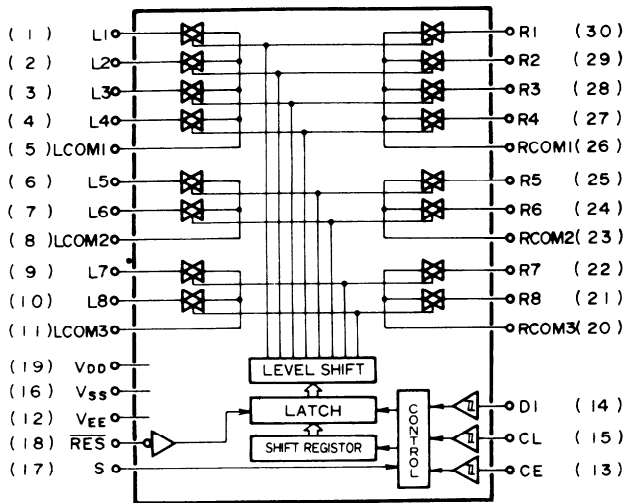 (1) L1 R1 (30)
(2) L2 R2 (29)
(3) L3 R3 (28)
(4) L4 R4 (27)
(5) LCOM1 RCOM1 (26)
(6) L5 R5 (25)
(7) L6 R6 (24)
(8) LCOM2 RCOM2 (23)
(9) L7 R7 (22)
(10) L8 R8 (21)
(11) LCOM3 RCOM3 (20)
(19) VDD LEVEL SHIFT
(16) VSS
(12) VEE LATCH CONTROL DI (14)
(18) RES SHIFT REGISTOR CL (15)
(17) S CE (13)